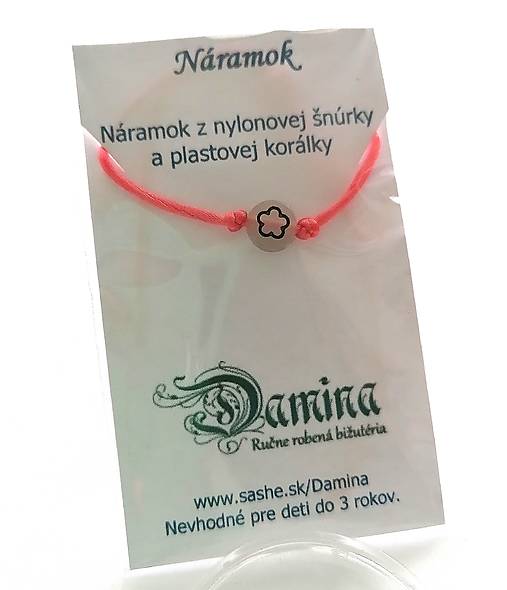 Náramok
Náramok z nylonovej šnúrky
a plastovej korálky
Damina
Ručne robená bižutéria
www.sashe.sk/Damina
Nevhodné pre deti do 3 rokov.